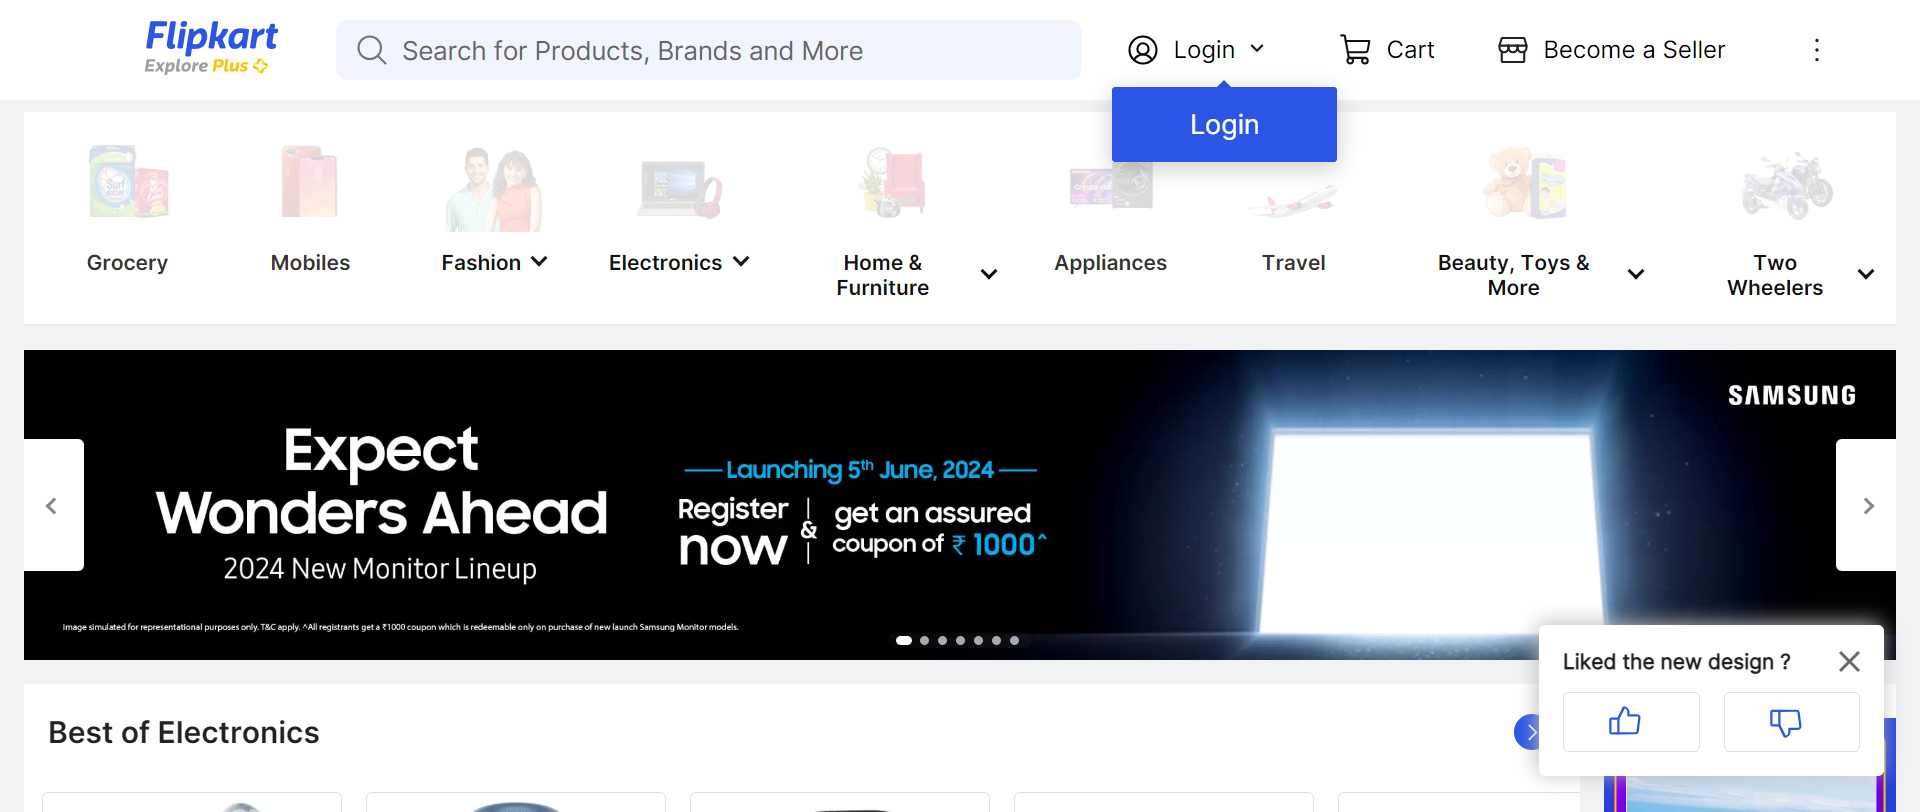 Flipkart
Explore Plus
Search for Products, Brands and More
Login
Cart
Become a Seller
Login
Surf excel
Crystal
Grocery
Mobiles
Fashion
Electronics
Home &
Furniture
Appliances
Travel
Beauty, Toys &
More
Two
Wheelers
SAMSUNG
Expect
Wonders Ahead
2024 New Monitor Lineup
Launching 5th June, 2024
Register
now
&
get an assured
coupon of ₹ 1000^
Image simulated for representational purposes only. T&C apply. ^All registrants get a ₹1000 coupon which is redeemable only on purchase of new launch Samsung Monitor models.
Liked the new design ?
Best of Electronics